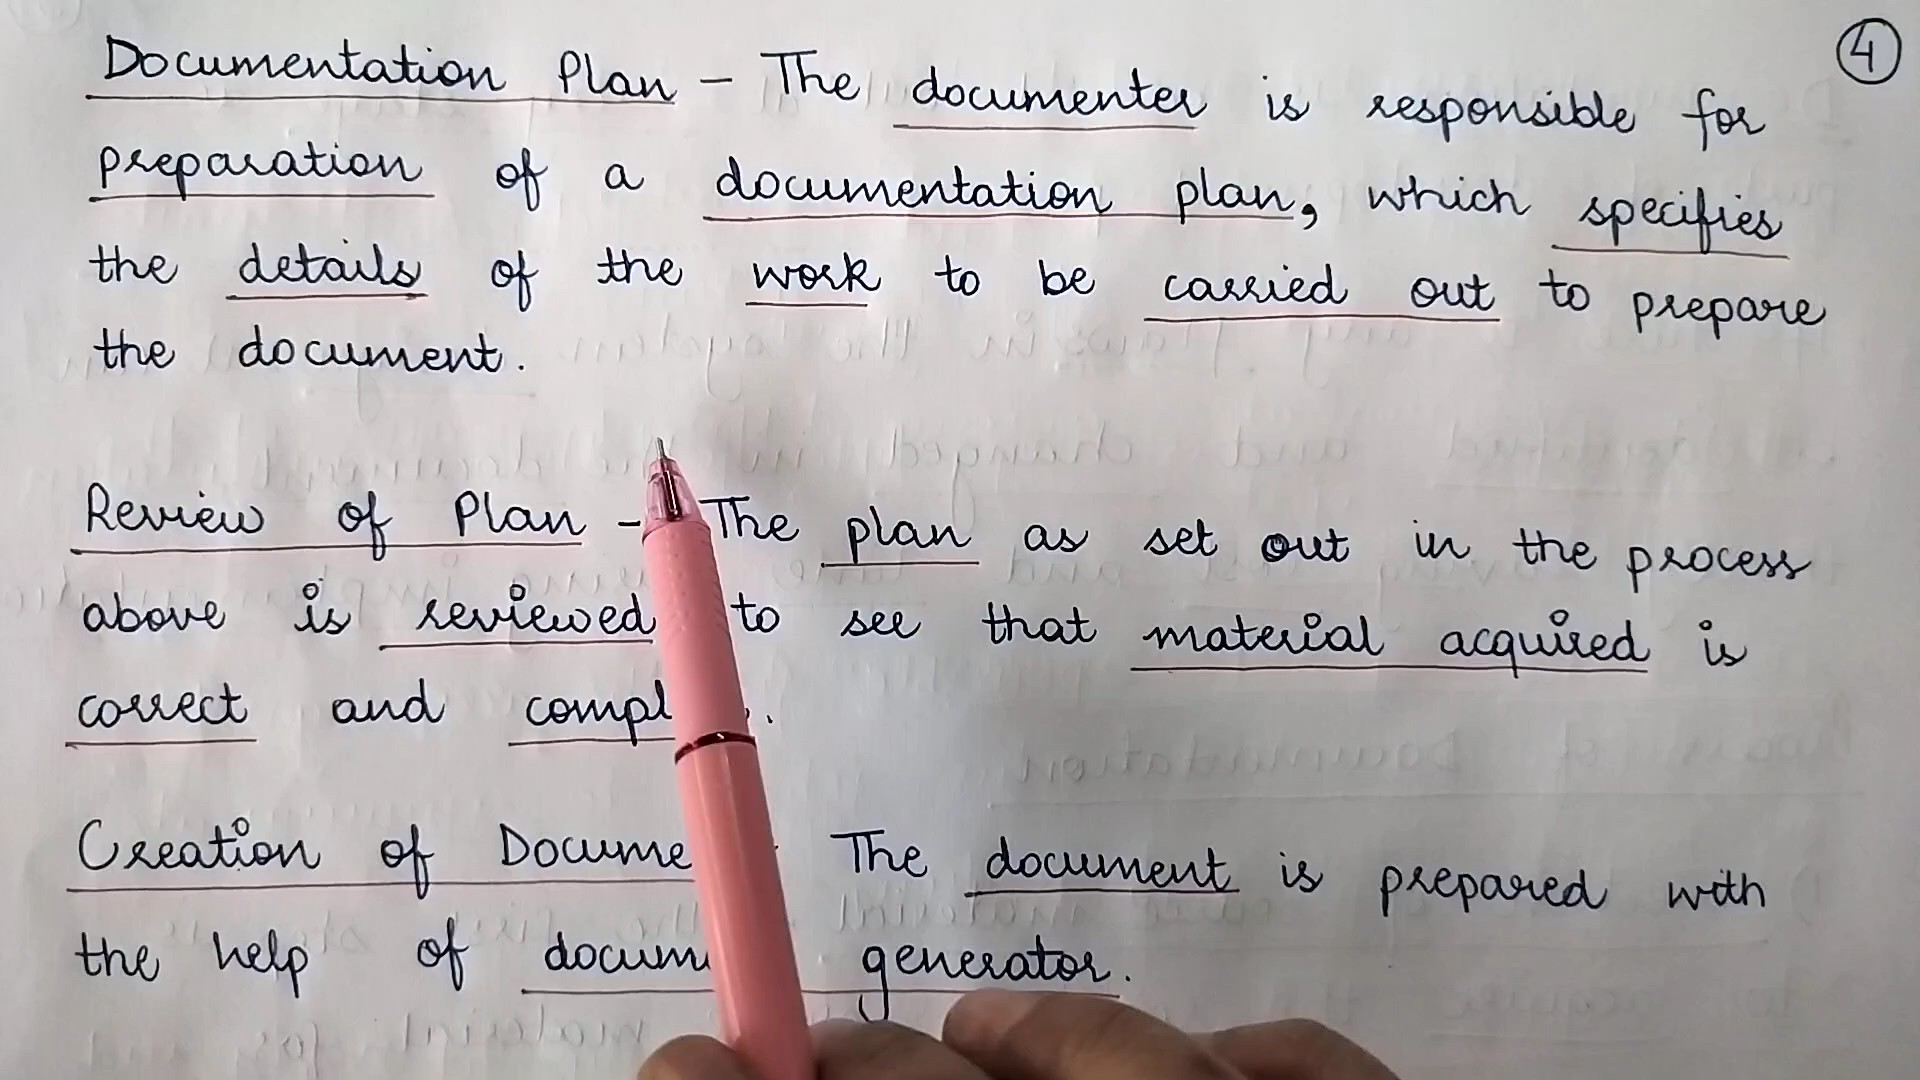 4
Documentation Plan - The documenter is responsible for
preparation of a documentation plan, which specifies
the details of the work to be carried out to prepare
the document.
Review of Plan - The plan as set out in the process
above is reviewed to see that material acquired is
correct and compl .
Creation of Docume The document is prepared with
the help of docum generator.